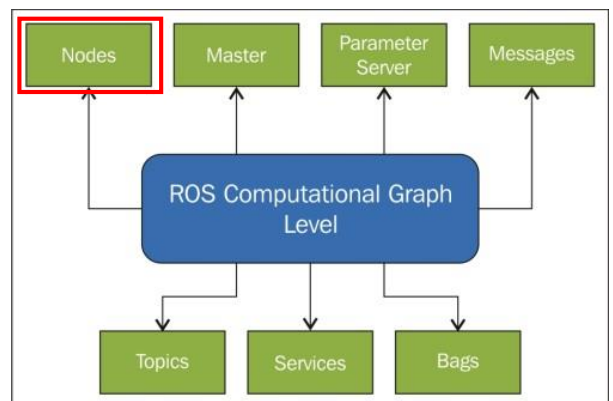 Nodes
Master
Parameter
Server
Messages
ROS Computational Graph
Level
Topics
Services
Bags